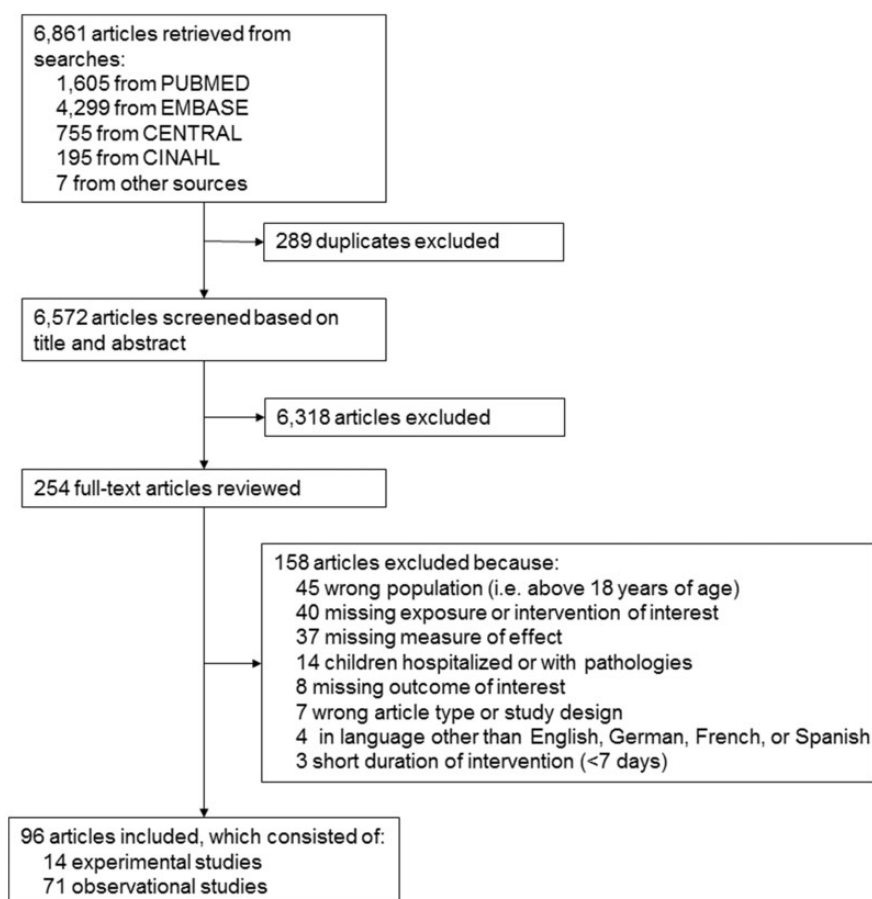 6,861 articles retrieved from
searches:
1,605 from PUBMED
4,299 from EMBASE
755 from CENTRAL
195 from CINAHL
7 from other sources
289 duplicates excluded
6,572 articles screened based on
title and abstract
6,318 articles excluded
254 full-text articles reviewed
158 articles excluded because:
45 wrong population (i.e. above 18 years of age)
40 missing exposure or intervention of interest
37 missing measure of effect
14 children hospitalized or with pathologies
8 missing outcome of interest
7 wrong article type or study design
4 in language other than English, German, French, or Spanish
3 short duration of intervention (<7 days)
96 articles included, which consisted of:
14 experimental studies
71 observational studies